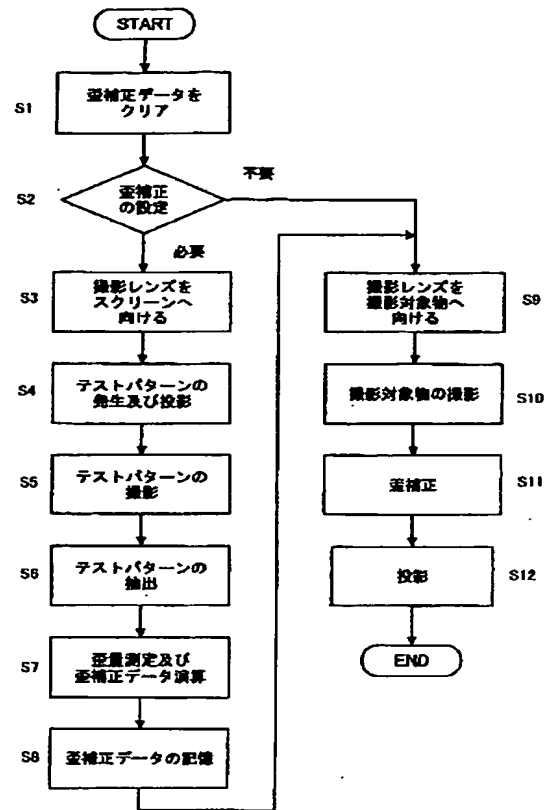 START
S1
歪補正データを
クリア
S2
歪補正
の設定
不要
必要
S3
撮影レンズを
スクリーンへ
向ける
S4
テストパターンの
発生及び投影
S5
テストパターンの
撮影
S6
テストパターンの
抽出
S7
歪量測定及び
歪補正データ演算
S8
歪補正データの記憶
撮影レンズを
撮影対象物へ
向ける
S9
撮影対象物の撮影
S10
歪補正
S11
投影
S12
END